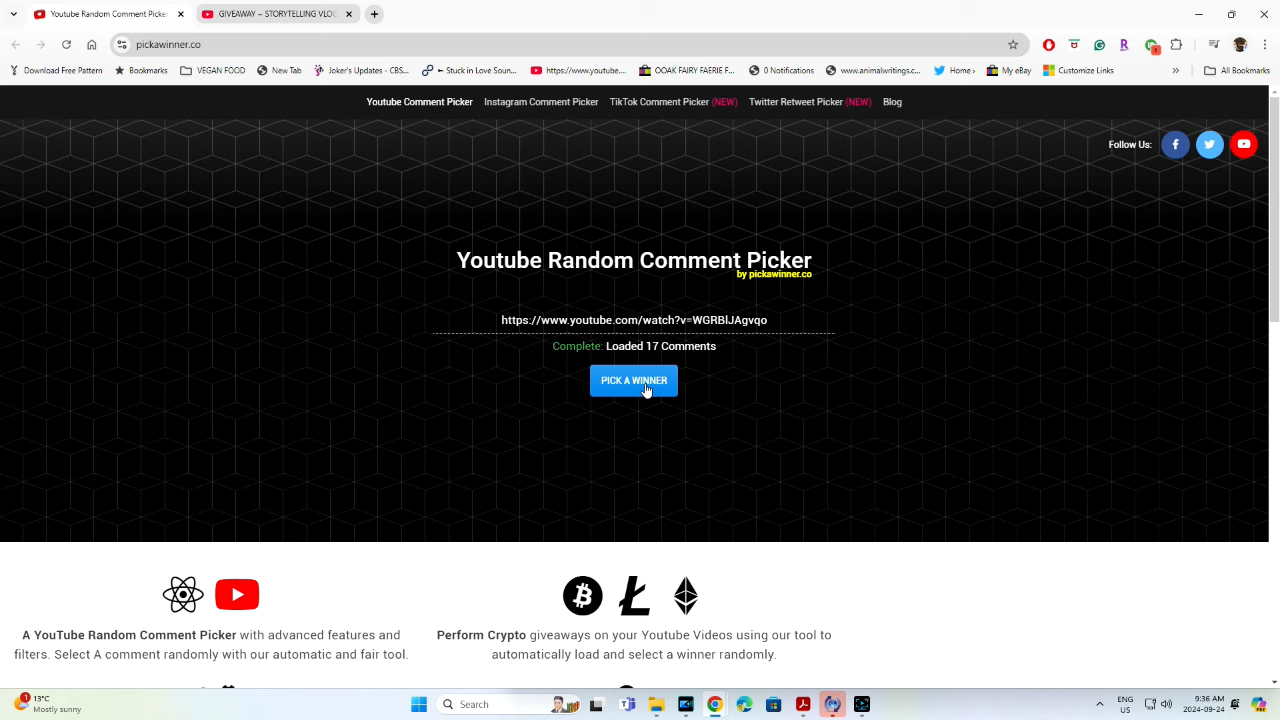 Youtube Random Comment Picker
GIVEAWAY ~ STORYTELLING VLO
pickawinner.co
Download Free Pattern
Bookmarks
VEGAN FOOD
New Tab
Jokes & Updates - CBS...
▸ Stuck in Love Soun...
https://www.youtube....
OOAK FAIRY FAERIE F...
0 Notifications
www.animalwritings....
Home /
My eBay
Customize Links
All Bookmarks
Youtube Comment Picker
Instagram Comment Picker
TikTok Comment Picker (NEW)
Twitter Retweet Picker (NEW)
Blog
Follow Us:
Youtube Random Comment Picker
by pickawinner.co
https://www.youtube.com/watch?v=WGRBlJAgvqo
Complete: Loaded 17 Comments
PICK A WINNER
A YouTube Random Comment Picker with advanced features and
filters. Select A comment randomly with our automatic and fair tool.
Perform Crypto giveaways on your Youtube Videos using our tool to
automatically load and select a winner randomly.
1
13°C
Mostly sunny
Search
ENG
US
9:36 AM
2024-09-24